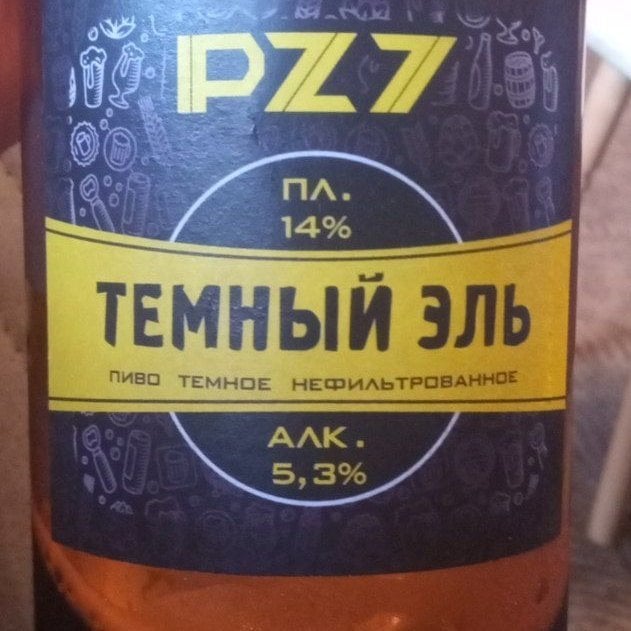 PZ7
ПЛ.
14%
ТЕМНЫЙ ЭЛЬ
ПИВО ТЕМНОЕ НЕФИЛЬТРОВАННОЕ
АЛК.
5,3%